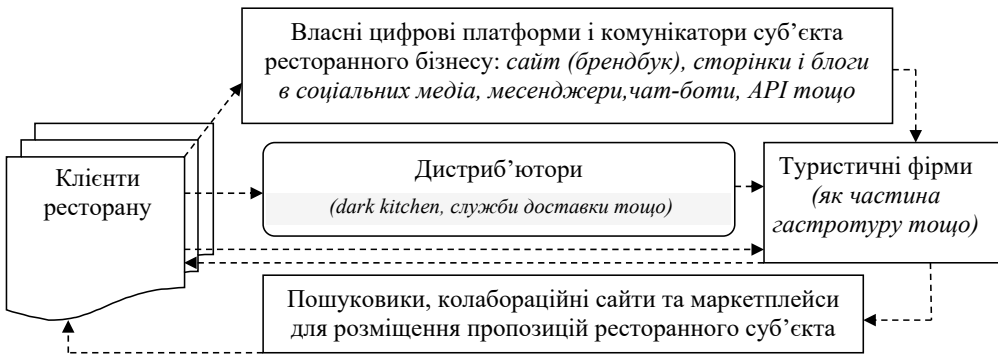 Власні цифрові платформи і комунікатори суб’єкта
ресторанного бізнесу: сайт (брендбук), сторінки і блоги
в соціальних медіа, месенджери,чат-боти, API тощо
Клієнти
ресторану
Дистриб’ютори
(dark kitchen, служби доставки тощо)
Туристичні фірми
(як частина
гастротуру тощо)
Пошуковики, колабораційні сайти та маркетплейси
для розміщення пропозицій ресторанного суб’єкта